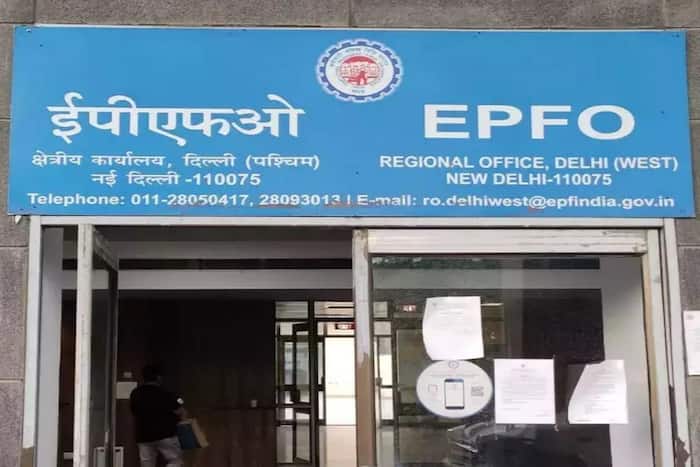 ईपीएफओ
क्षेत्रीय कार्यालय, दिल्ली (पश्चिम)
नई दिल्ली -110075
EPFO
REGIONAL OFFICE, DELHI (WEST)
NEW DELHI-110075
Telephone: 011-28050417, 28093013 | E-mail: ro.delhiwest@epfindia.gov.in
EXIT